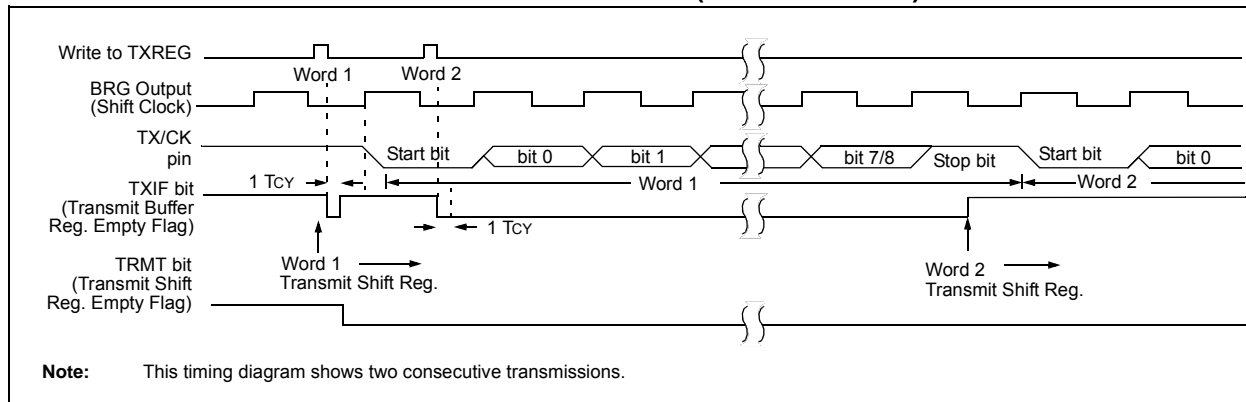 Write to TXREG
Word 1
Word 2
BRG Output
(Shift Clock)
TX/CK
pin
Start bit
bit 0
bit 1
bit 7/8
Stop bit
Start bit
bit 0
1 TCY
Word 1
Word 2
TXIF bit
(Transmit Buffer
Reg. Empty Flag)
1 TCY
Word 1
Transmit Shift Reg.
Word 2
Transmit Shift Reg.
TRMT bit
(Transmit Shift
Reg. Empty Flag)
Note: This timing diagram shows two consecutive transmissions.